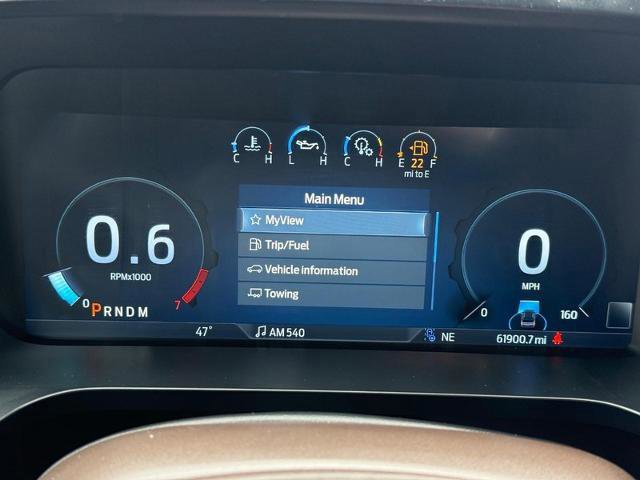 C H L H C H E 22 F
mi to E
Main Menu
MyView
Trip/Fuel
Vehicle information
Towing
0.6
RPMx1000
0 7
PRNDM
0
MPH
0 160
47° AM 540 NE 61900.7 mi